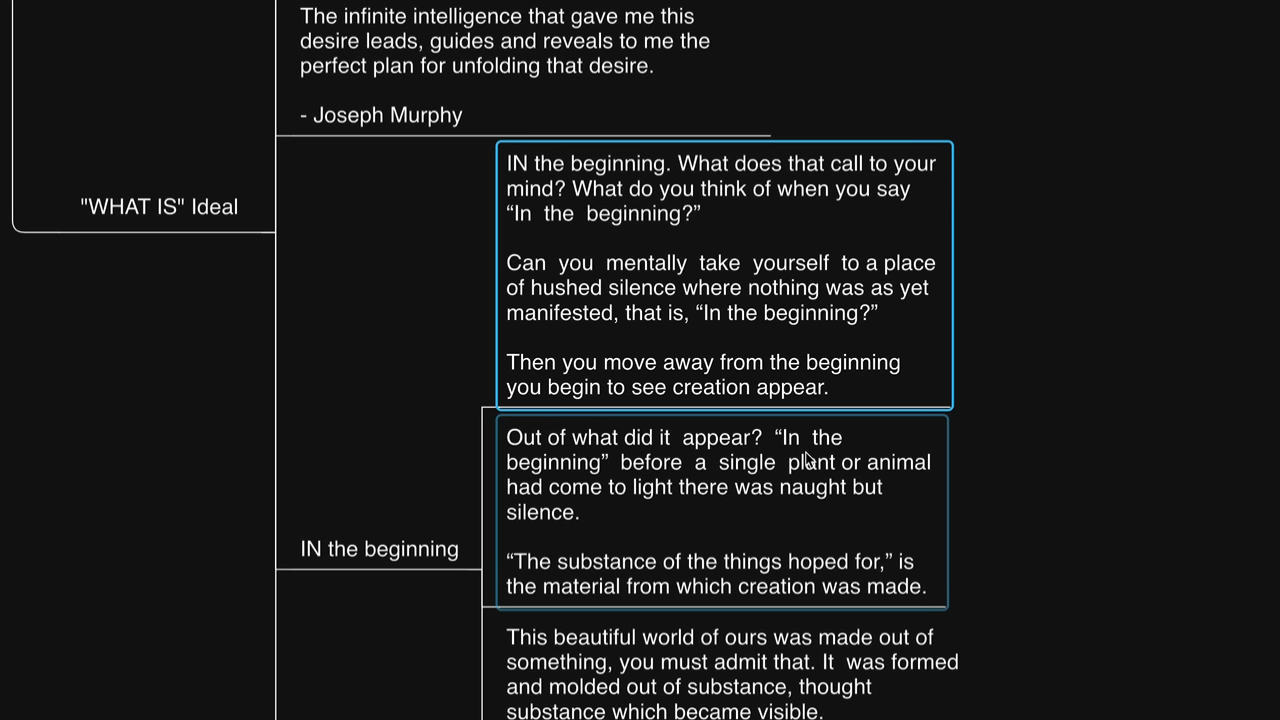 The infinite intelligence that gave me this
desire leads, guides and reveals to me the
perfect plan for unfolding that desire.
- Joseph Murphy
"WHAT IS" Ideal
IN the beginning. What does that call to your
mind? What do you think of when you say
“In the beginning?”
Can you mentally take yourself to a place
of hushed silence where nothing was as yet
manifested, that is, “In the beginning?”
Then you move away from the beginning
you begin to see creation appear.
IN the beginning
Out of what did it appear? “In the
beginning” before a single plant or animal
had come to light there was naught but
silence.
“The substance of the things hoped for,” is
the material from which creation was made.
This beautiful world of ours was made out of
something, you must admit that. It was formed
and molded out of substance, thought
substance which became visible.